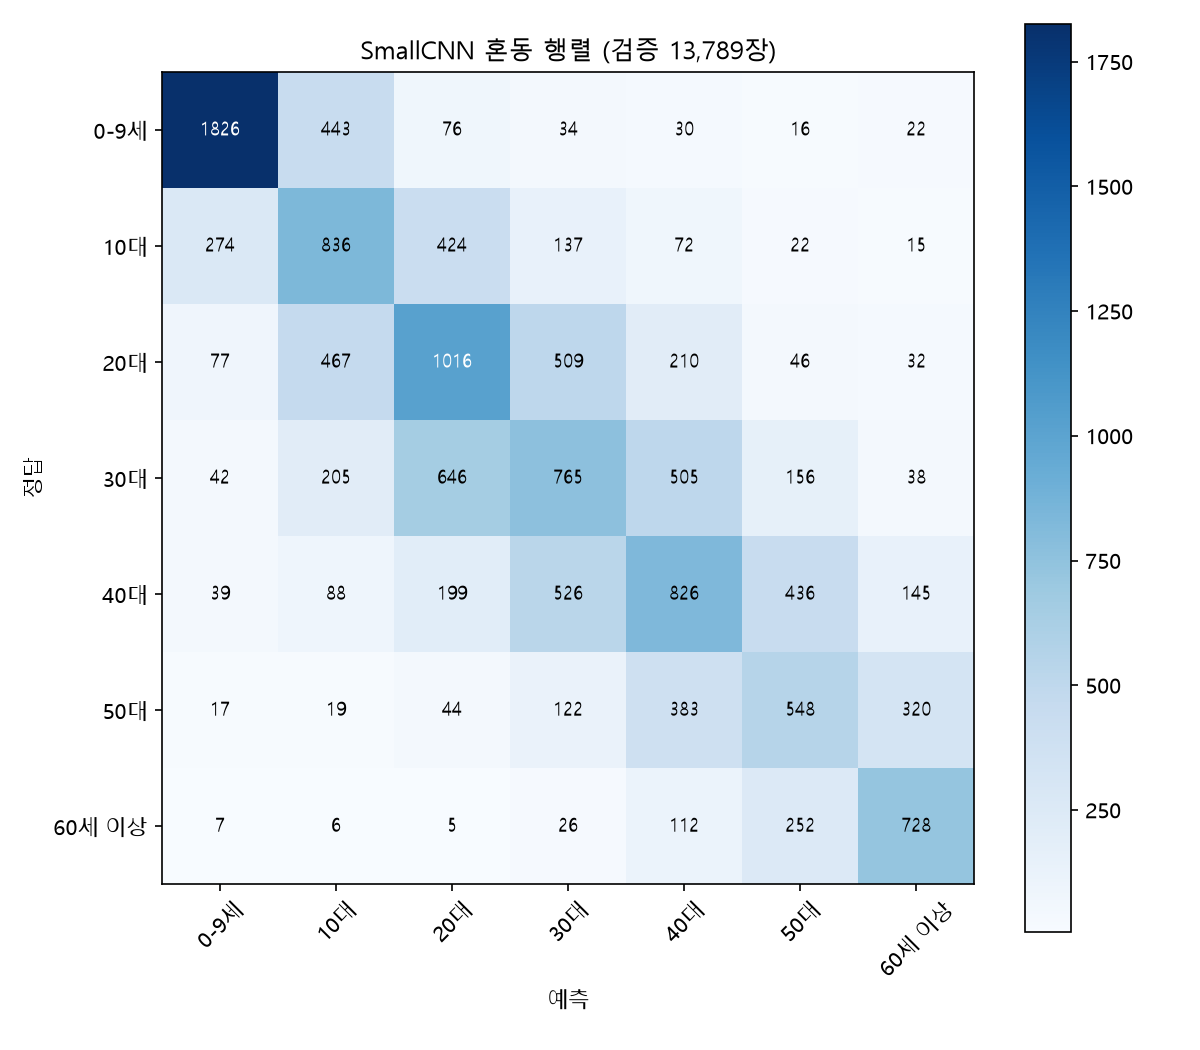 SmallCNN 혼동 행렬 (검증 13,789장)
0-9세 1826 443 76 34 30 16 22
10대 274 836 424 137 72 22 15
20대 77 467 1016 509 210 46 32
30대 42 205 646 765 505 156 38
40대 39 88 199 526 826 436 145
50대 17 19 44 122 383 548 320
60세 이상 7 6 5 26 112 252 728
0-9세 10대 20대 30대 40대 50대 60세 이상
예측
정답
1750
1500
1250
1000
750
500
250